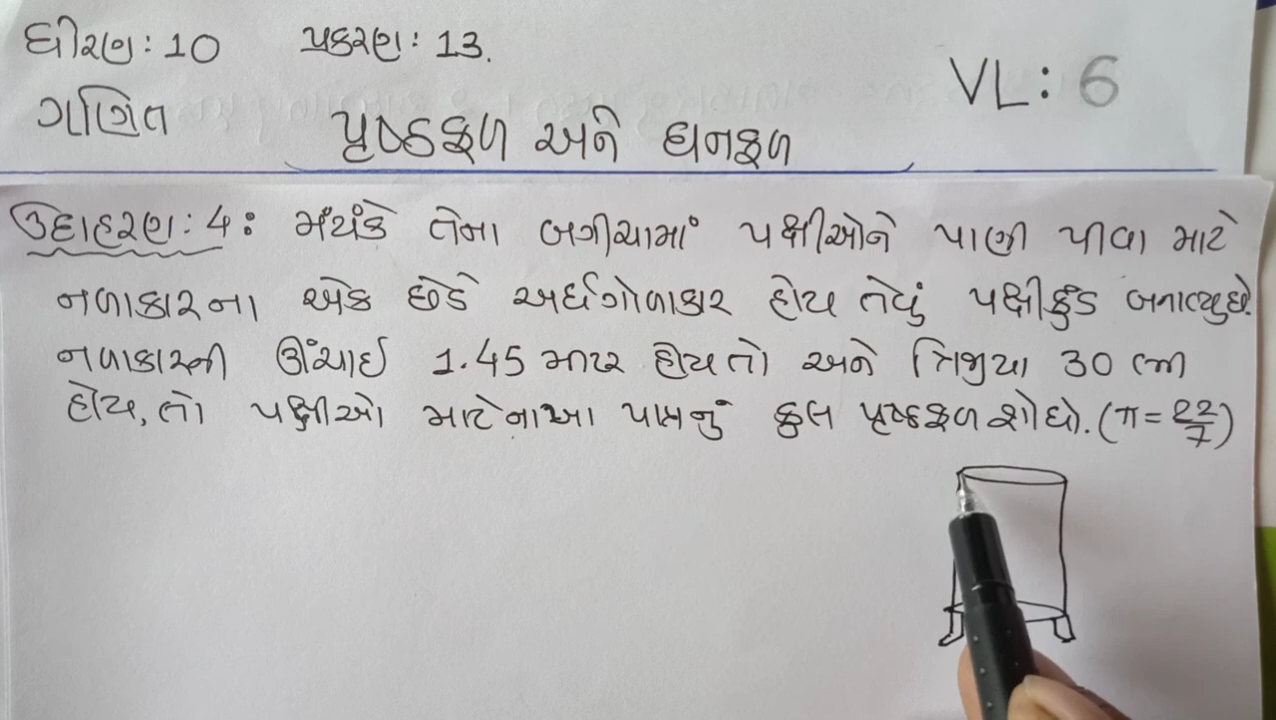 ધોરણ: 10 પ્રકરણ: 13.
VL: 6
ગણિત
પૃષ્ઠફળ અને ઘનફળ
ઉદાહરણ: 4: મંયંકે તેના બગીચામાં પક્ષીઓને પાણી પીવા માટે
નળાકારના એક છેડે અર્ધગોળાકાર હોય તેવું પક્ષીકુંડ બનાવ્યુ છે.
નળાકારની ઊંચાઈ 1.45 મીટર હોય તો અને ત્રિજ્યા 30 cm
હોય, તો પક્ષીઓ માટેના આ પાત્રનું કુલ પૃષ્ઠફળ શોધો. (π = 22/7)